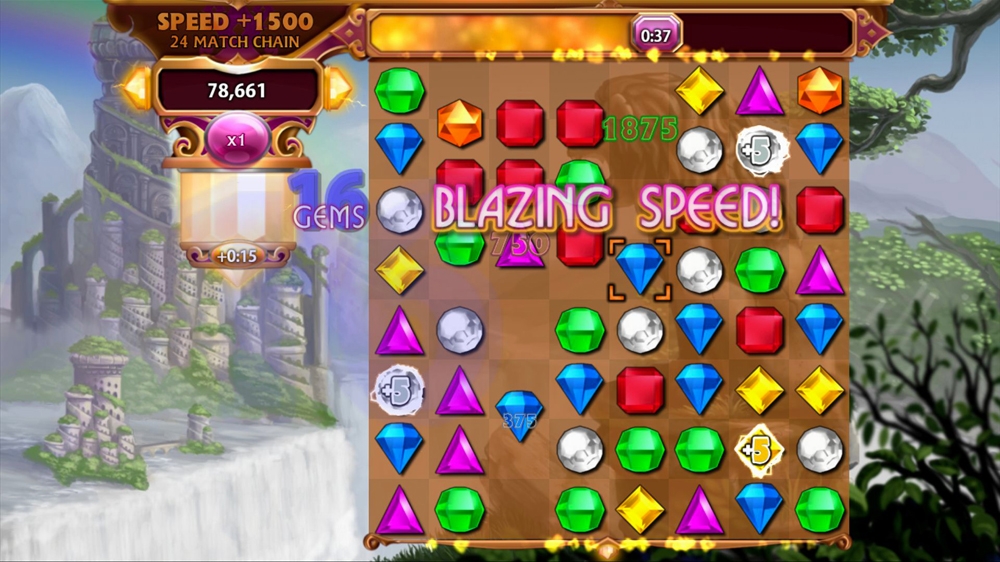 SPEED +1500
24 MATCH CHAIN
0:37
78,661
x1
1875
+5
16
GEMS
BLAZING SPEED!
750
+0:15
+5
375
+5